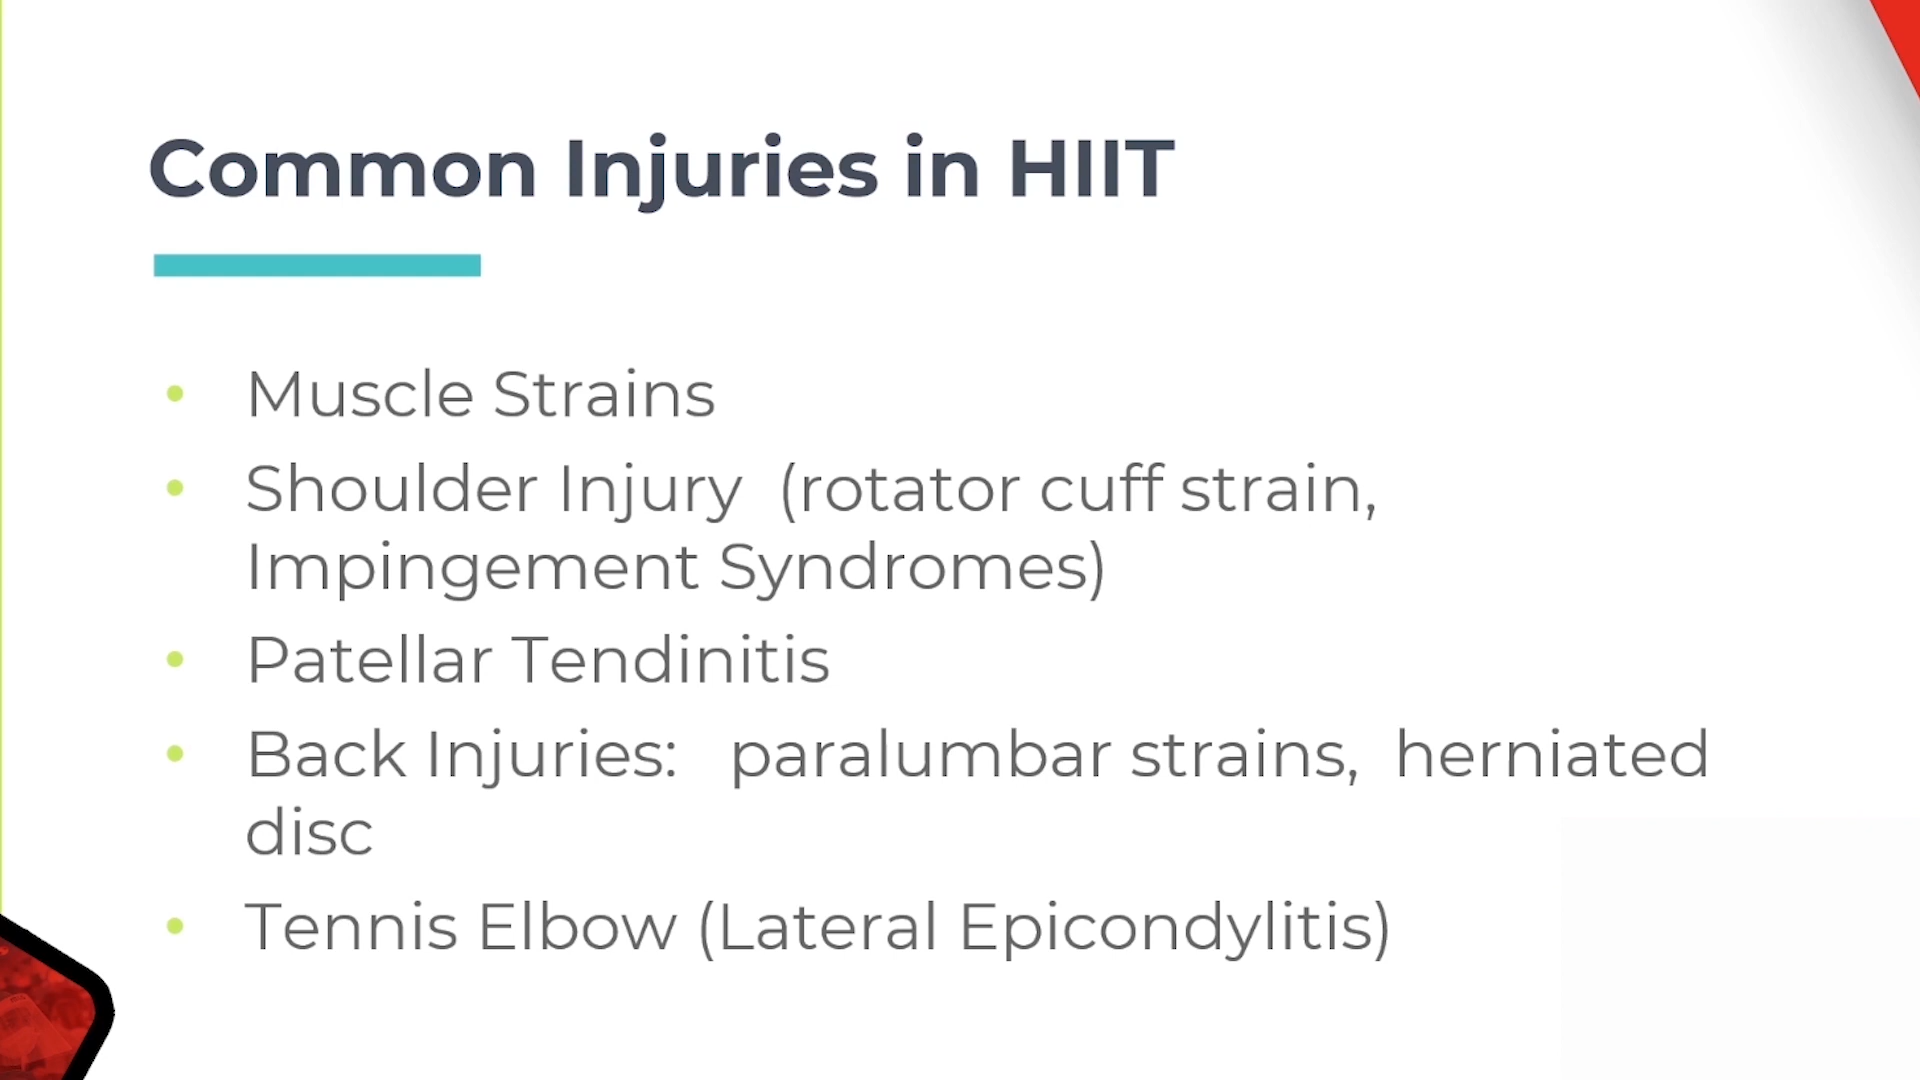 Common Injuries in HIIT
• Muscle Strains
• Shoulder Injury  (rotator cuff strain,
Impingement Syndromes)
• Patellar Tendinitis
• Back Injuries:   paralumbar strains,  herniated
disc
• Tennis Elbow (Lateral Epicondylitis)